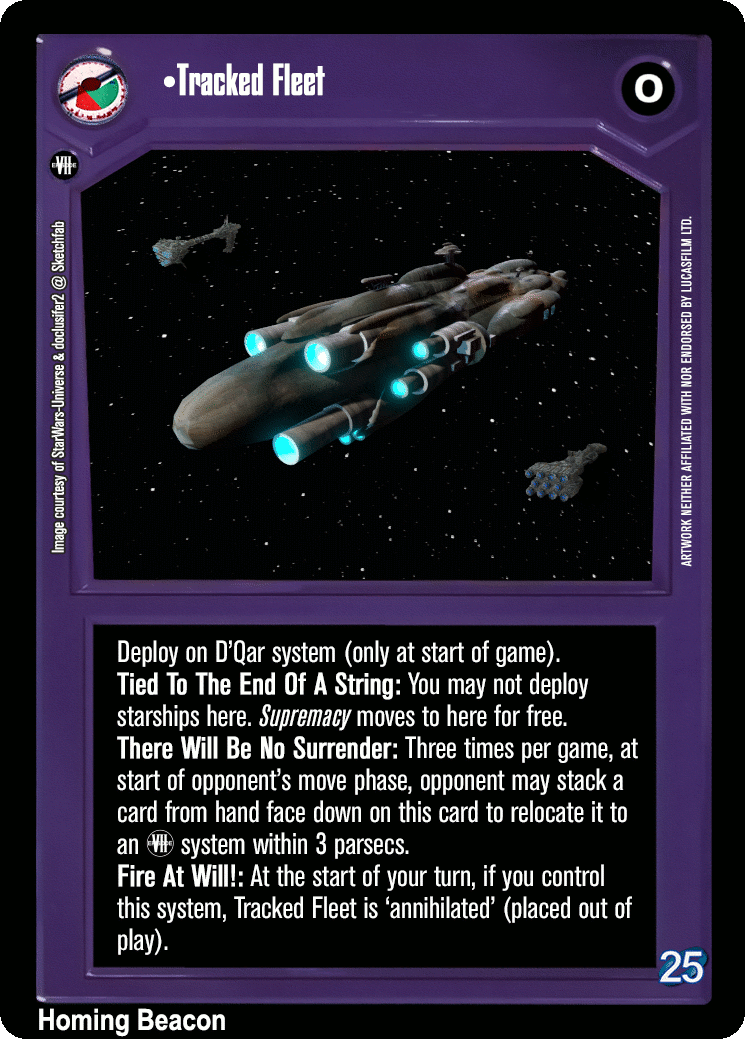 •Tracked Fleet
O
EPISODE
VII
Image courtesy of StarWars-Universe & doclusifer2 @ Sketchfab
ARTWORK NEITHER AFFILIATED WITH NOR ENDORSED BY LUCASFILM LTD.
Deploy on D'Qar system (only at start of game).
Tied To The End Of A String: You may not deploy
starships here. Supremacy moves to here for free.
There Will Be No Surrender: Three times per game, at
start of opponent's move phase, opponent may stack a
card from hand face down on this card to relocate it to
an EPISODE VII system within 3 parsecs.
Fire At Will!: At the start of your turn, if you control
this system, Tracked Fleet is ‘annihilated’ (placed out of
play).
25
Homing Beacon